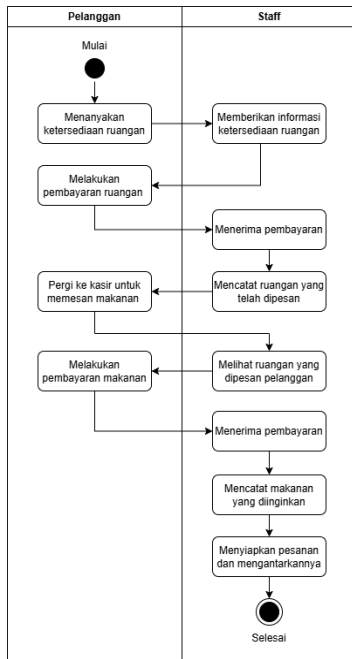 Pelanggan
Staff
Mulai
Menanyakan
ketersediaan ruangan
Memberikan informasi
ketersediaan ruangan
Melakukan
pembayaran ruangan
Menerima pembayaran
Pergi ke kasir untuk
memesan makanan
Mencatat ruangan yang
telah dipesan
Melihat ruangan yang
dipesan pelanggan
Melakukan
pembayaran makanan
Menerima pembayaran
Mencatat makanan
yang diinginkan
Menyiapkan pesanan
dan mengantarkannya
Selesai